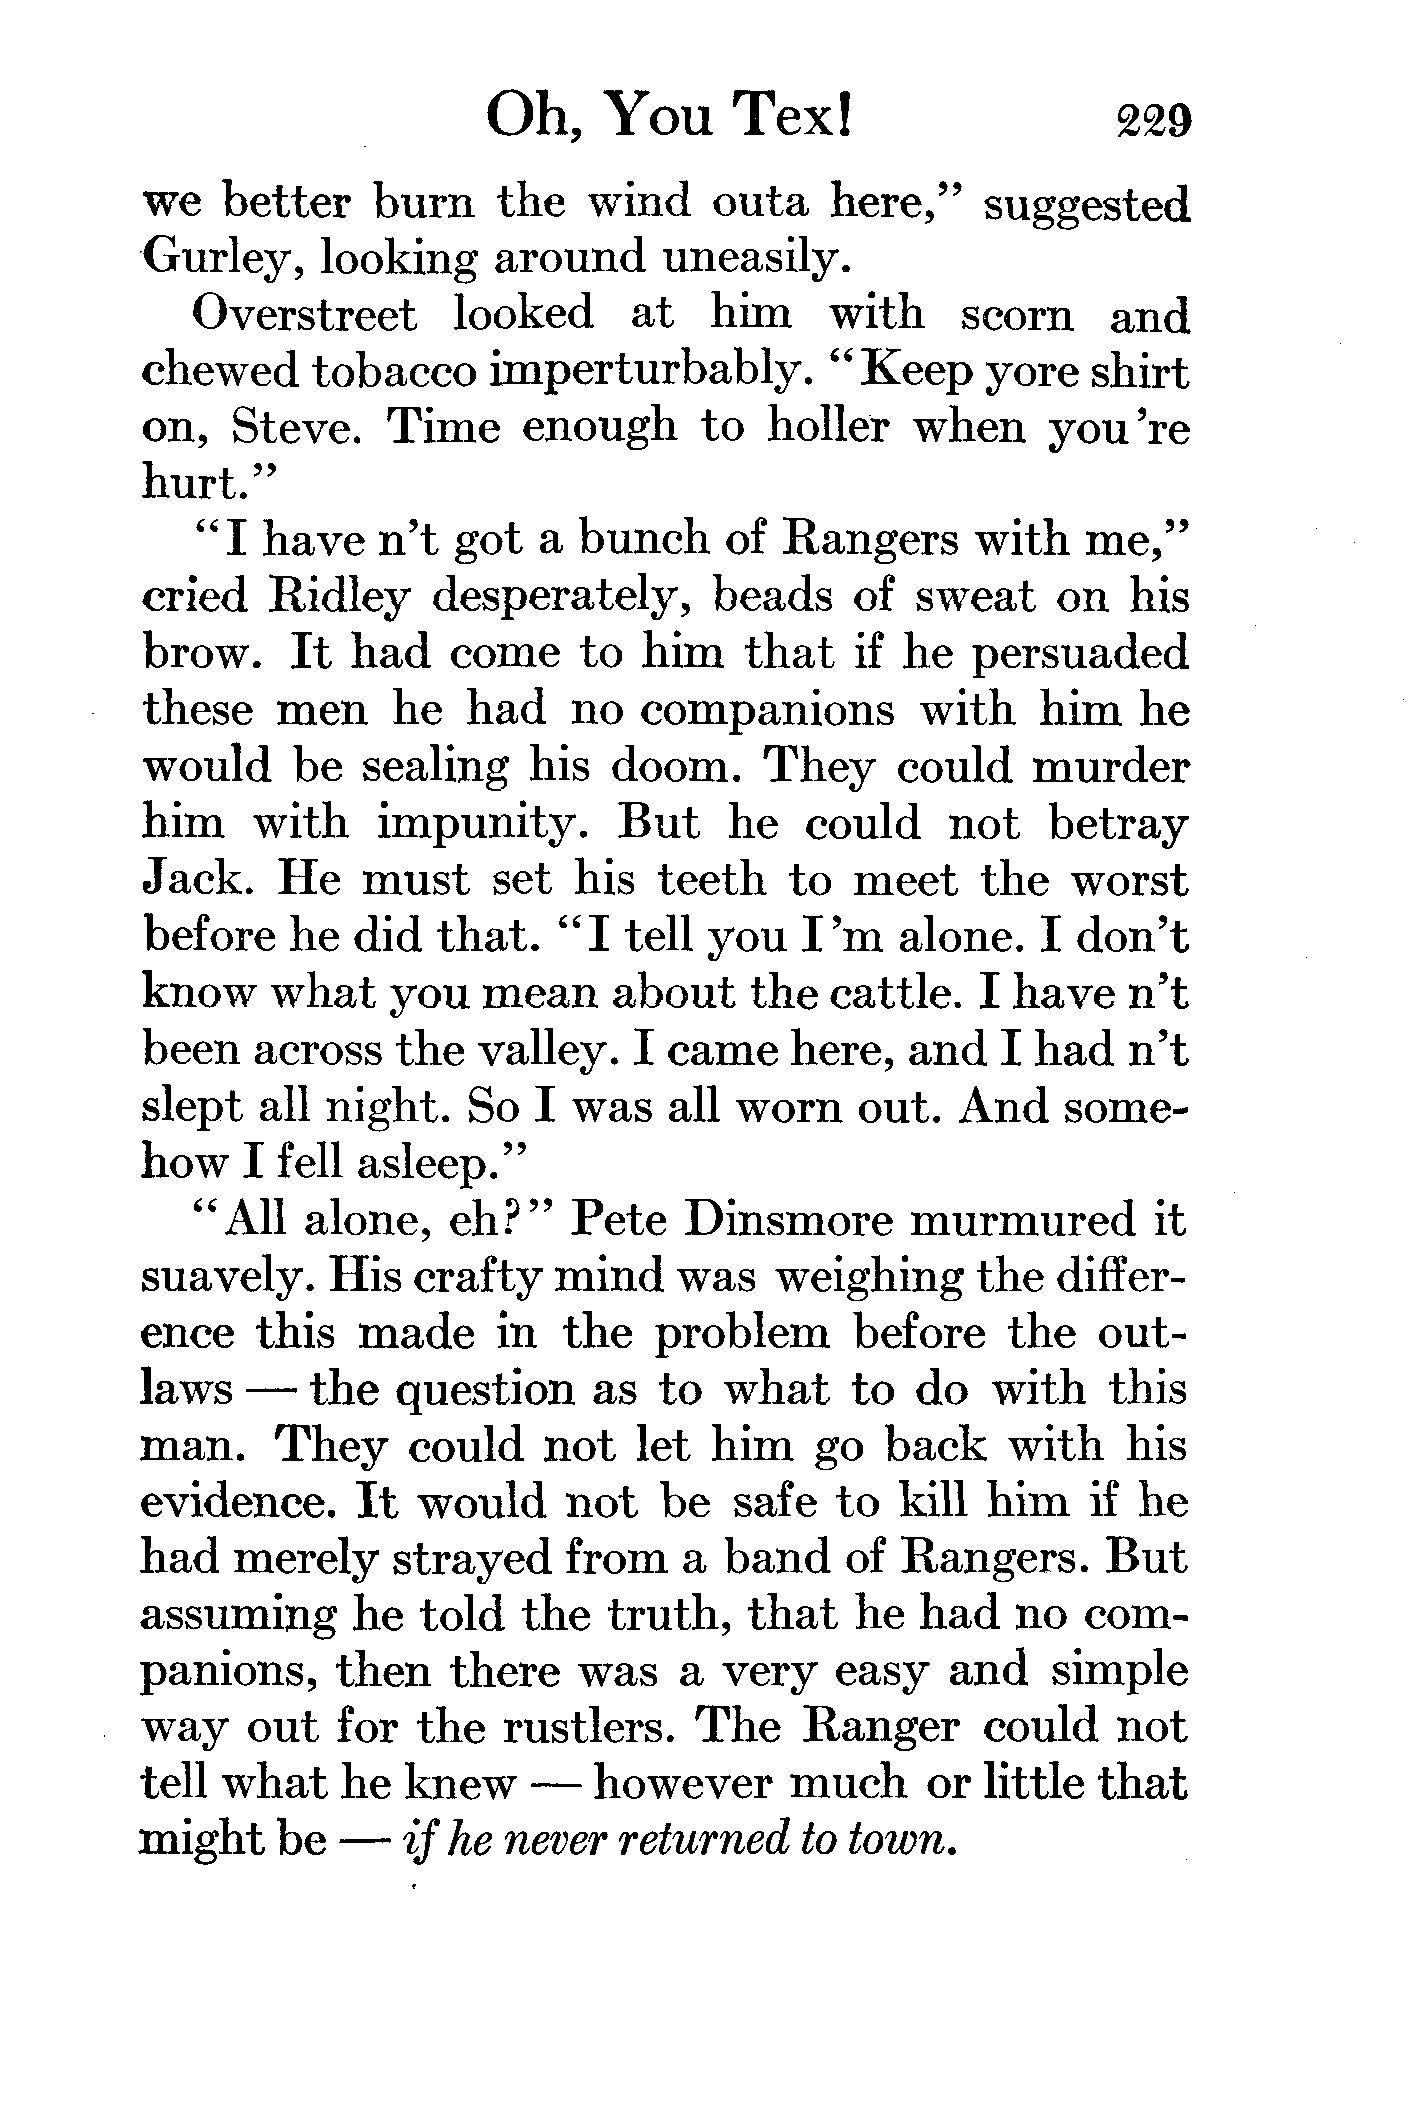 Oh, You Tex! 229
we better burn the wind outa here,” suggested
Gurley, looking around uneasily.
Overstreet looked at him with scorn and
chewed tobacco imperturbably. “Keep yore shirt
on, Steve. Time enough to holler when you’re
hurt.”
“I have n’t got a bunch of Rangers with me,”
cried Ridley desperately, beads of sweat on his
brow. It had come to him that if he persuaded
these men he had no companions with him he
would be sealing his doom. They could murder
him with impunity. But he could not betray
Jack. He must set his teeth to meet the worst
before he did that. “I tell you I’m alone. I don’t
know what you mean about the cattle. I have n’t
been across the valley. I came here, and I had n’t
slept all night. So I was all worn out. And some-
how I fell asleep.”
“All alone, eh?” Pete Dinsmore murmured it
suavely. His crafty mind was weighing the differ-
ence this made in the problem before the out-
laws — the question as to what to do with this
man. They could not let him go back with his
evidence. It would not be safe to kill him if he
had merely strayed from a band of Rangers. But
assuming he told the truth, that he had no com-
panions, then there was a very easy and simple
way out for the rustlers. The Ranger could not
tell what he knew — however much or little that
might be — if he never returned to town.